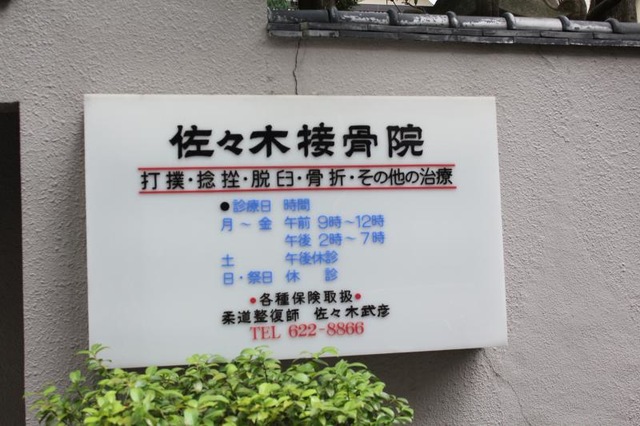 佐々木接骨院
打撲・捻挫・脱臼・骨折・その他の治療
●診療日 時間
月～金 午前 9時～12時
午後 2時～7時
土 午後休診
日・祭日 休診
●各種保険取扱●
柔道整復師 佐々木武彦
TEL 622-8866